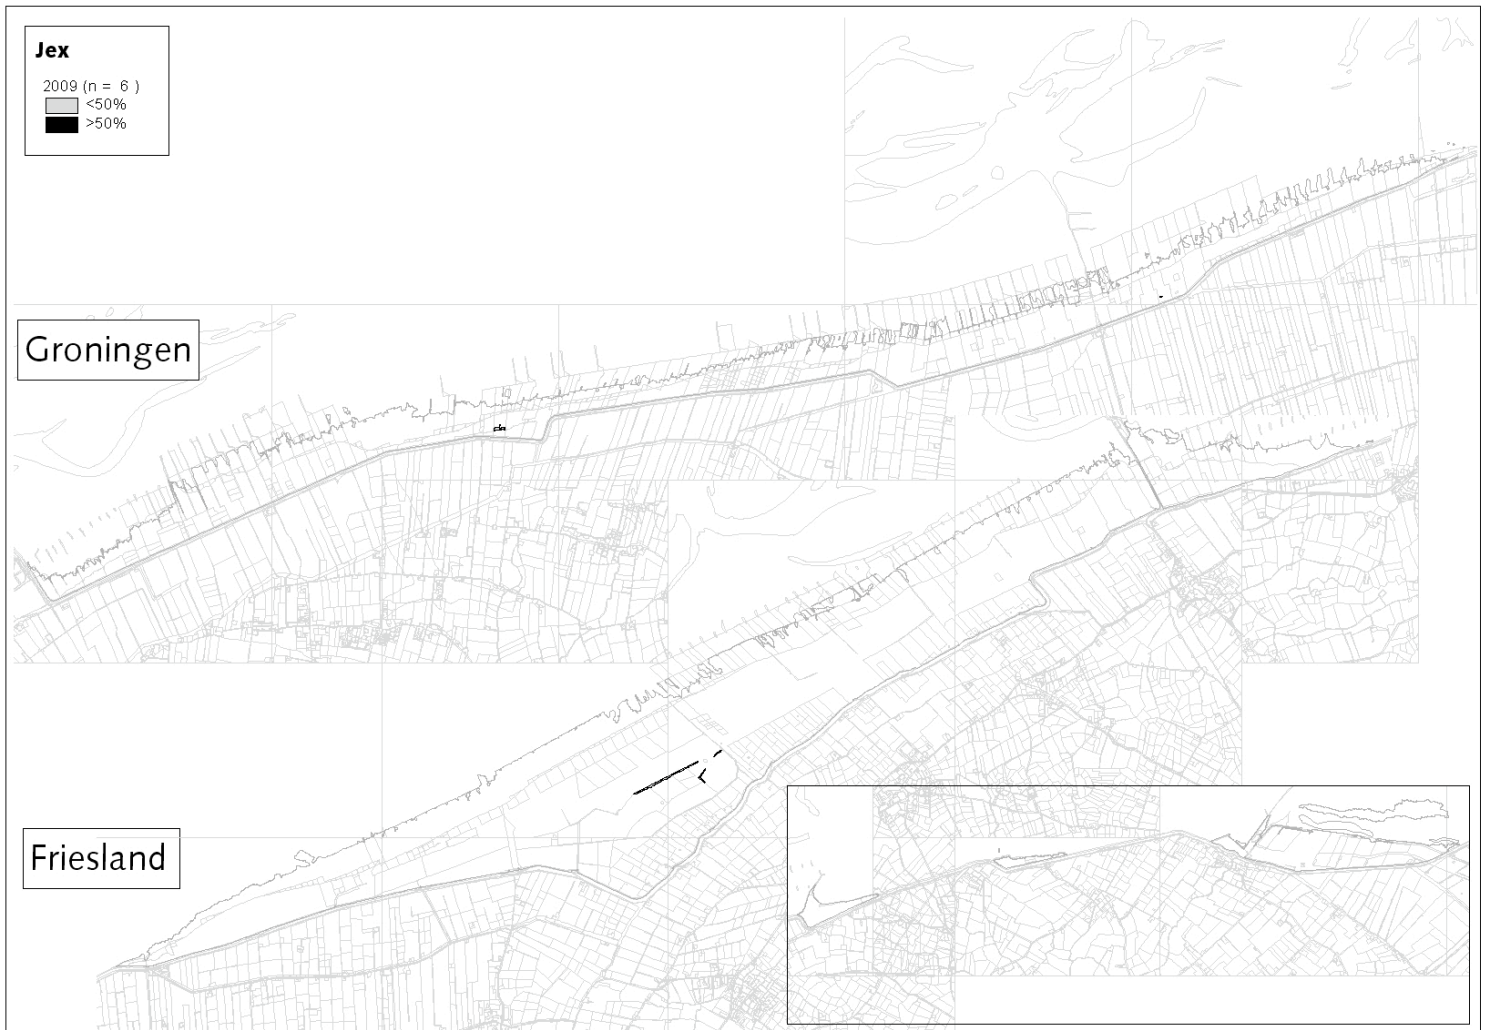 Jex
2009 (n = 6 )
<50%
>50%
Groningen
Friesland